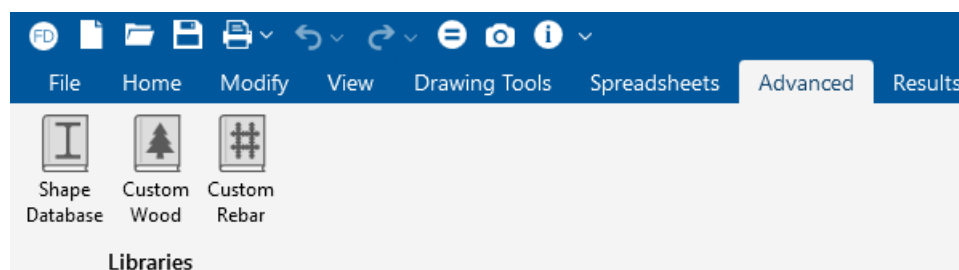 FD
File Home Modify View Drawing Tools Spreadsheets Advanced Results
Shape Custom Custom
Database Wood Rebar
Libraries